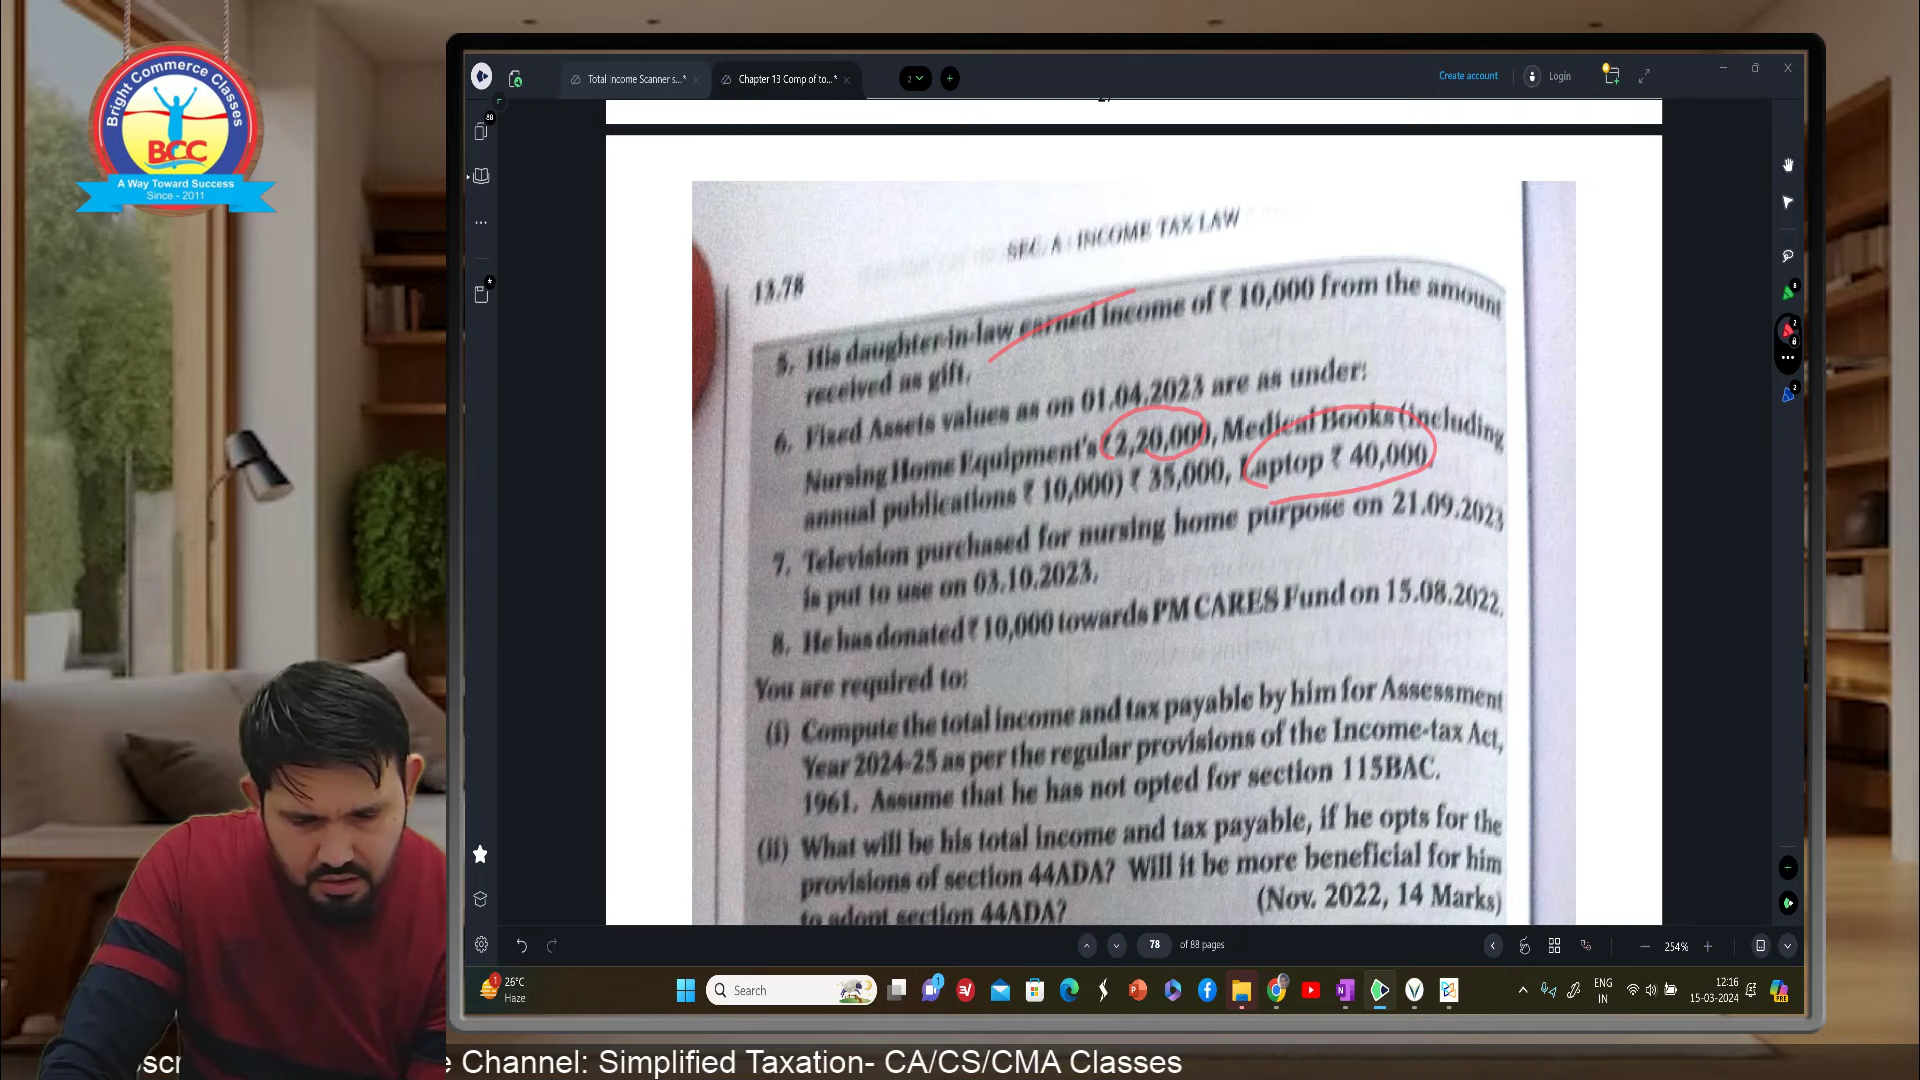 Bright Commerce Classes
BCC
A Way Toward Success
Since - 2011
Total Income Scanner s...*
Chapter 13 Comp of to...*
2
Create account
Login
88
SEC. A : INCOME TAX LAW
13.78
5. His daughter-in-law earned income of ₹ 10,000 from the amount
received as gift.
6. Fixed Assets values as on 01.04.2023 are as under:
Nursing Home Equipment's ₹ 2,20,000, Medical Books (including
annual publications ₹ 10,000) ₹ 35,000, Laptop ₹ 40,000.
7. Television purchased for nursing home purpose on 21.09.2023
is put to use on 03.10.2023.
8. He has donated ₹ 10,000 towards PM CARES Fund on 15.08.2022.
You are required to:
(i) Compute the total income and tax payable by him for Assessment
Year 2024-25 as per the regular provisions of the Income-tax Act,
1961. Assume that he has not opted for section 115BAC.
(ii) What will be his total income and tax payable, if he opts for the
provisions of section 44ADA? Will it be more beneficial for him
to adopt section 44ADA?
(Nov. 2022, 14 Marks)
78 of 88 pages
254%
26°C
Haze
Search
ENG
IN
12:16
15-03-2024
e Channel: Simplified Taxation- CA/CS/CMA Classes